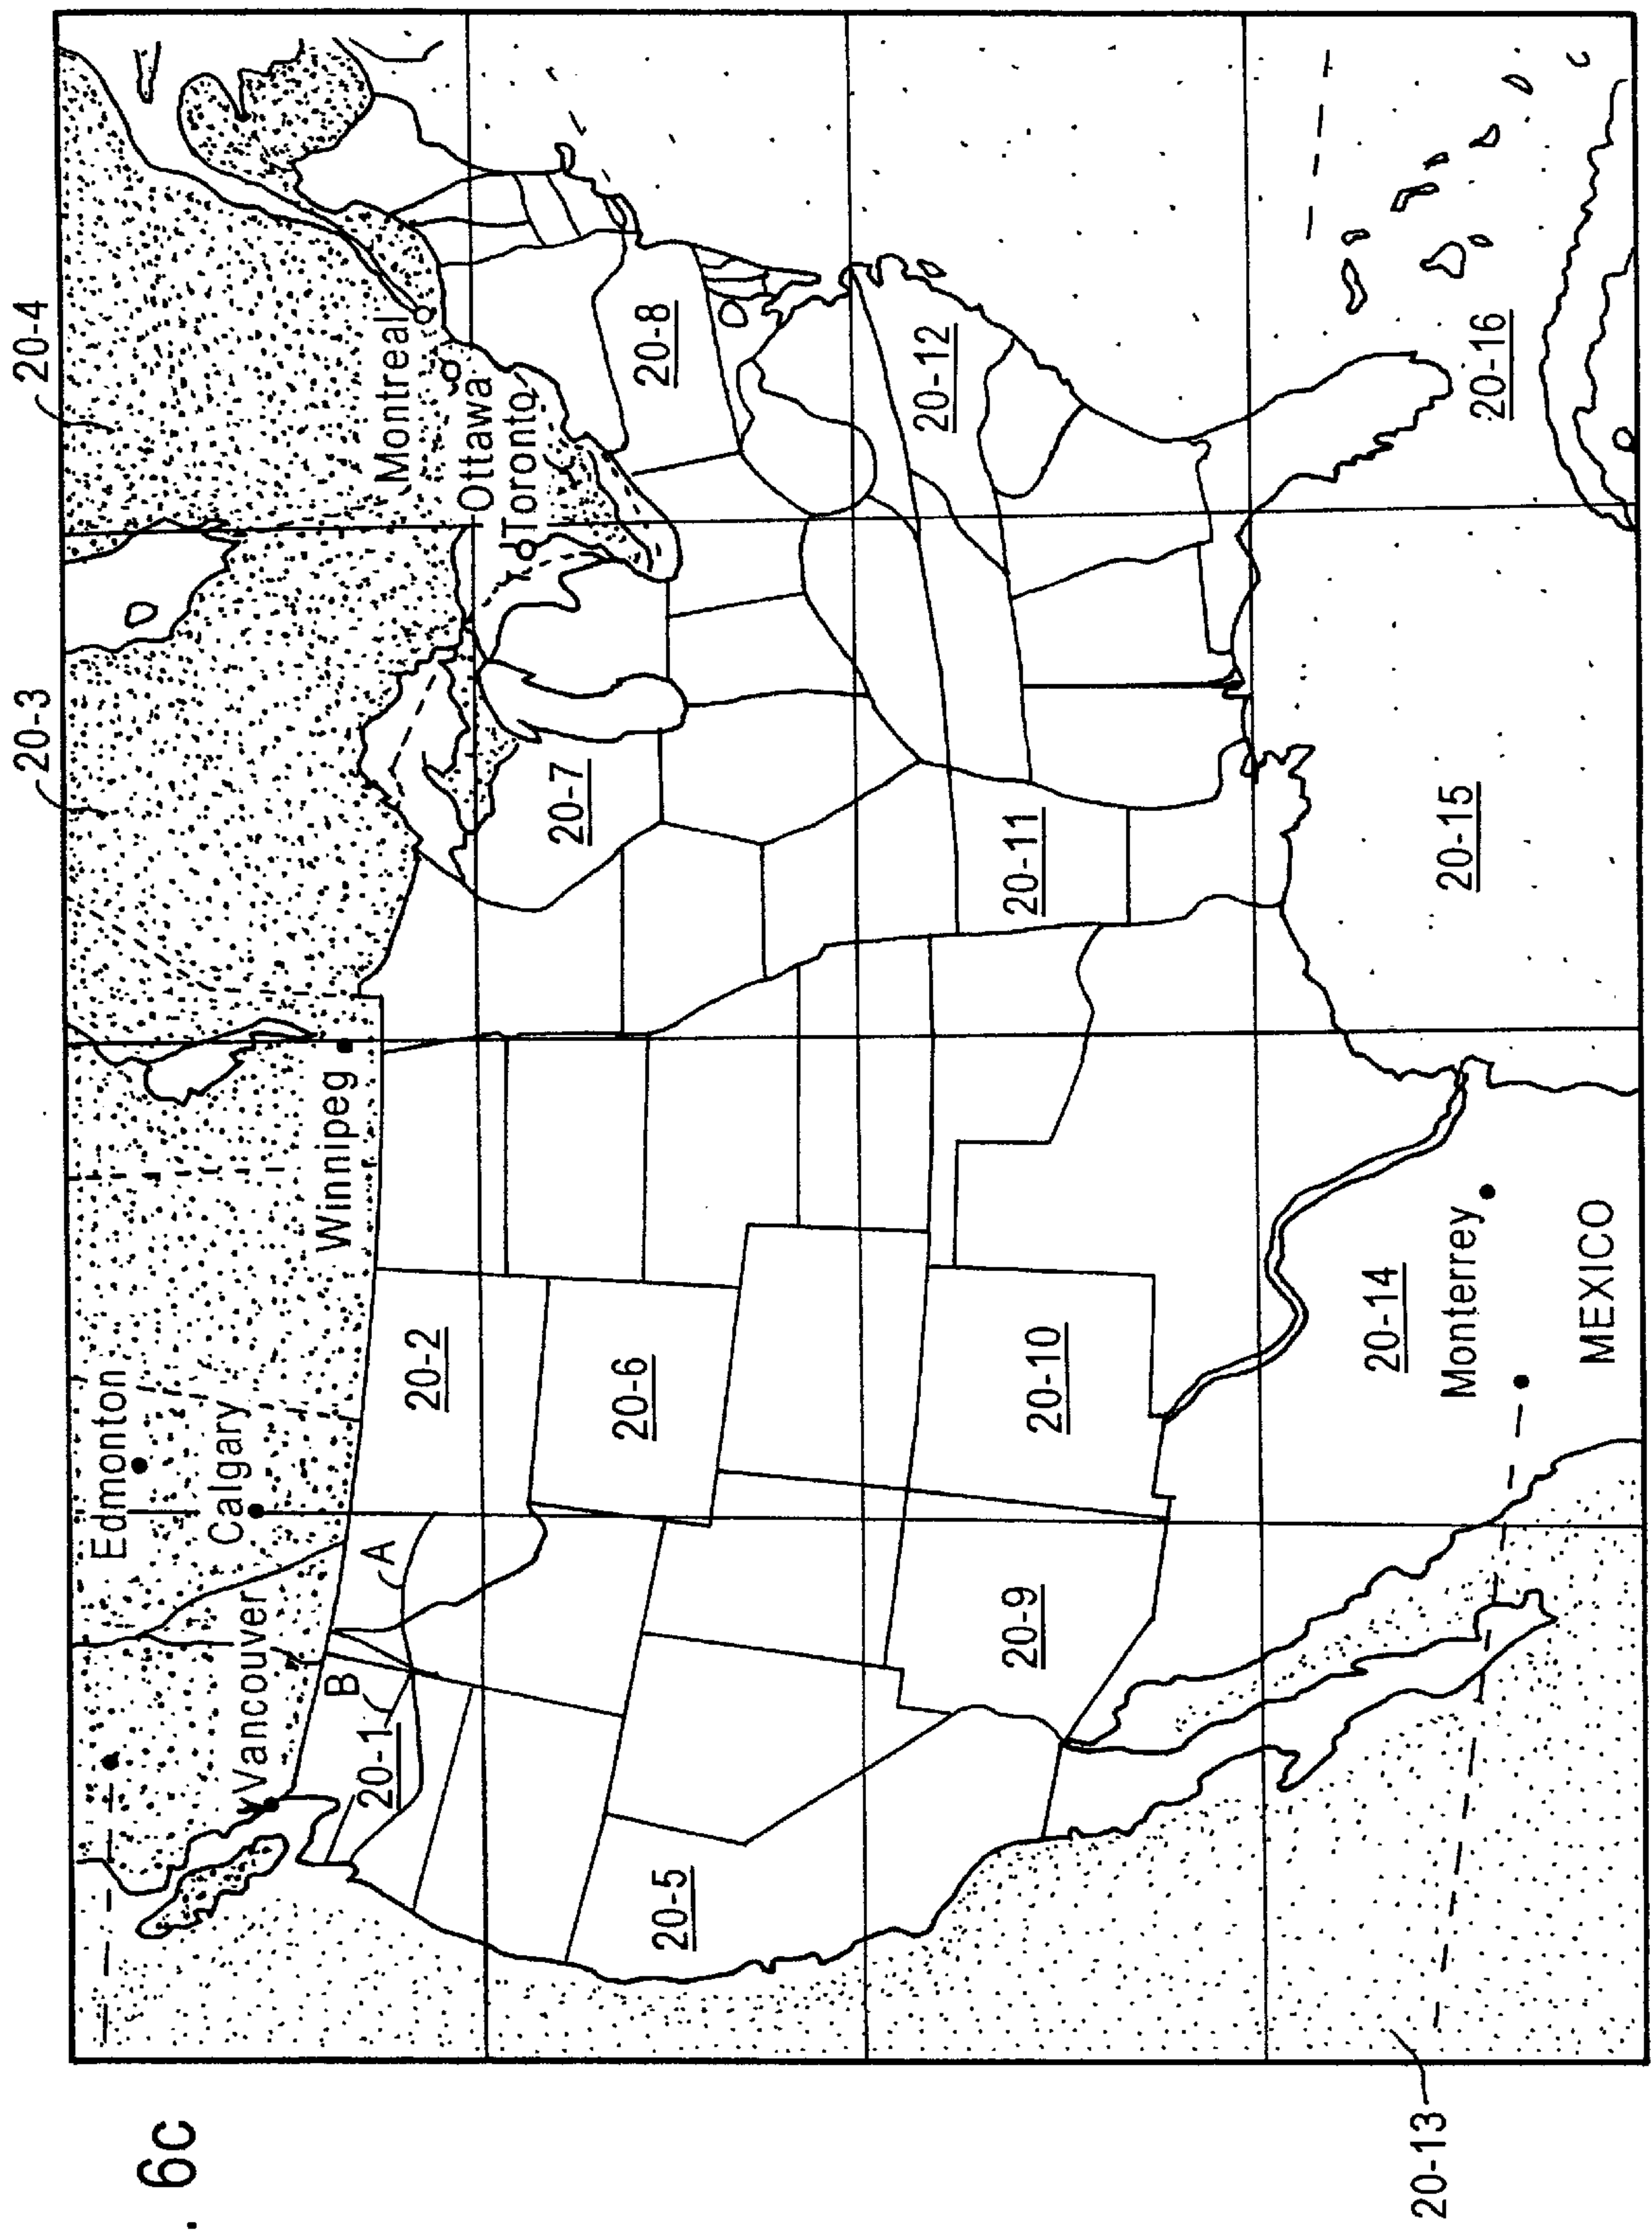 20-3
20-4
Edmonton
Calgary
Vancouver
Winnipeg
Montreal
Ottawa
Toronto
A
B
20-1
20-2
20-5
20-6
20-7
20-8
20-9
20-10
20-11
20-12
20-13
20-14
Monterrey
MEXICO
20-15
20-16
. 6c